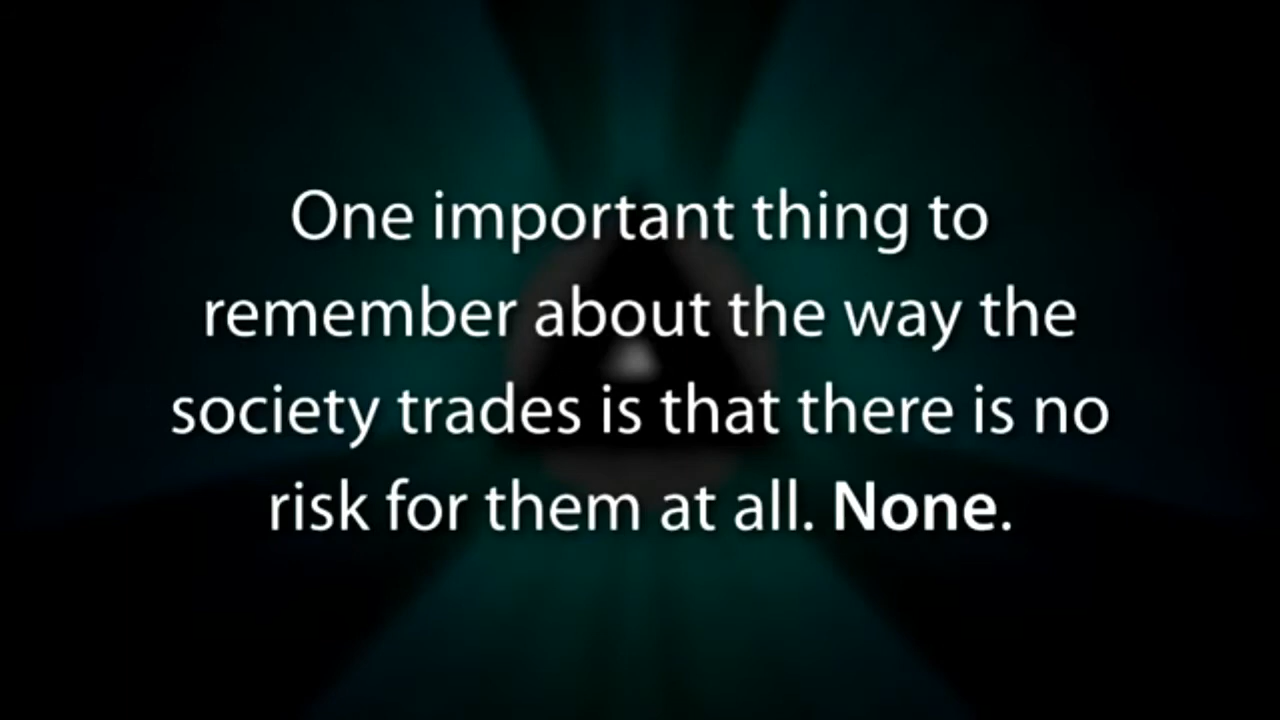 One important thing to
remember about the way the
society trades is that there is no
risk for them at all. None.